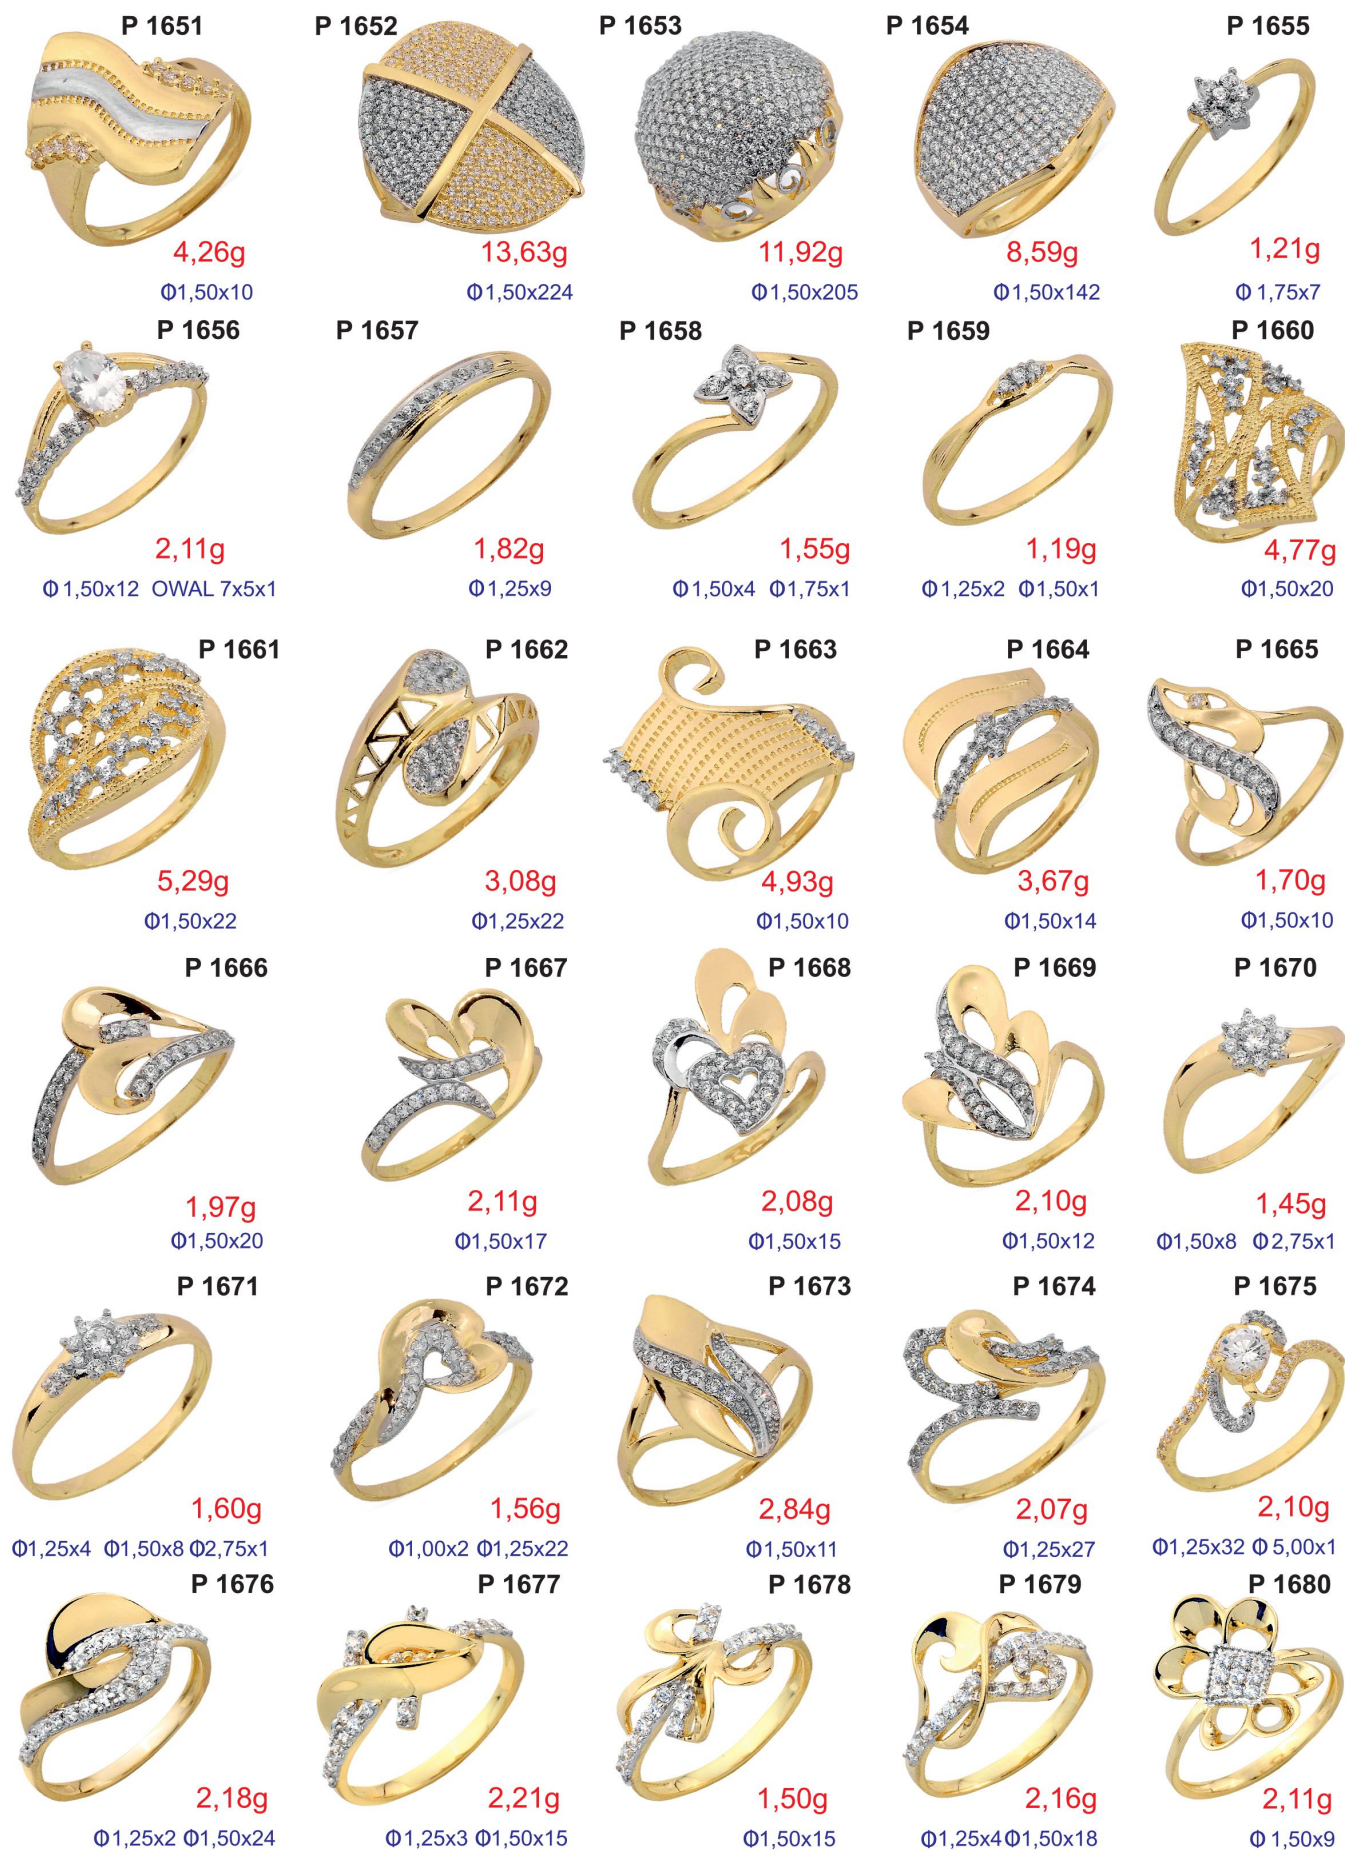 P 1651 P 1652 P 1653 P 1654 P 1655
4,26g 13,63g 11,92g 8,59g 1,21g
Φ1,50x10 Φ1,50x224 Φ1,50x205 Φ1,50x142 Φ 1,75x7
P 1656 P 1657 P 1658 P 1659 P 1660
2,11g 1,82g 1,55g 1,19g 4,77g
Φ 1,50x12 OWAL 7x5x1 Φ1,25x9 Φ1,50x4 Φ1,75x1 Φ1,25x2 Φ1,50x1 Φ1,50x20
P 1661 P 1662 P 1663 P 1664 P 1665
5,29g 3,08g 4,93g 3,67g 1,70g
Φ1,50x22 Φ1,25x22 Φ1,50x10 Φ1,50x14 Φ1,50x10
P 1666 P 1667 P 1668 P 1669 P 1670
1,97g 2,11g 2,08g 2,10g 1,45g
Φ1,50x20 Φ1,50x17 Φ1,50x15 Φ1,50x12 Φ1,50x8 Φ2,75x1
P 1671 P 1672 P 1673 P 1674 P 1675
1,60g 1,56g 2,84g 2,07g 2,10g
Φ1,25x4 Φ1,50x8 Φ2,75x1 Φ1,00x2 Φ1,25x22 Φ1,50x11 Φ1,25x27 Φ1,25x32 Φ 5,00x1
P 1676 P 1677 P 1678 P 1679 P 1680
2,18g 2,21g 1,50g 2,16g 2,11g
Φ1,25x2 Φ1,50x24 Φ1,25x3 Φ1,50x15 Φ1,50x15 Φ1,25x4 Φ1,50x18 Φ 1,50x9